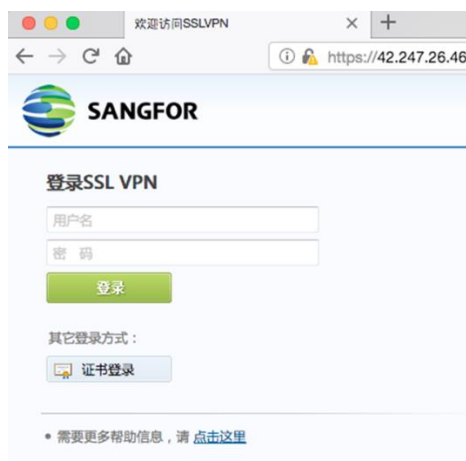 欢迎访问SSLVPN
https://42.247.26.46
SANGFOR
登录SSL VPN
用户名
密 码
登录
其它登录方式：
证书登录
需要更多帮助信息，请 点击这里